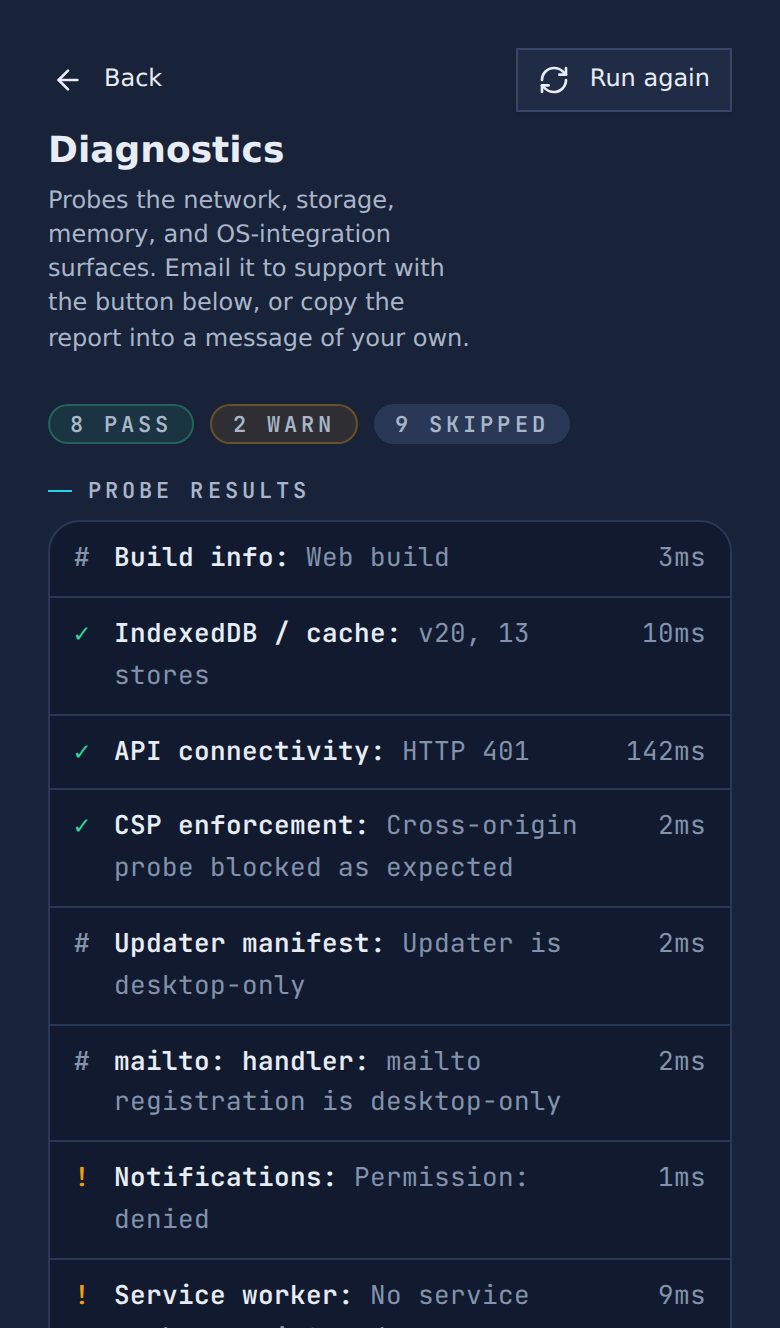 Back
Run again
Diagnostics
Probes the network, storage,
memory, and OS-integration
surfaces. Email it to support with
the button below, or copy the
report into a message of your own.
8 PASS
2 WARN
9 SKIPPED
PROBE RESULTS
# Build info: Web build 3ms
✓ IndexedDB / cache: v20, 13 10ms
stores
✓ API connectivity: HTTP 401 142ms
✓ CSP enforcement: Cross-origin 2ms
probe blocked as expected
# Updater manifest: Updater is 2ms
desktop-only
# mailto: handler: mailto 2ms
registration is desktop-only
! Notifications: Permission: 1ms
denied
! Service worker: No service 9ms